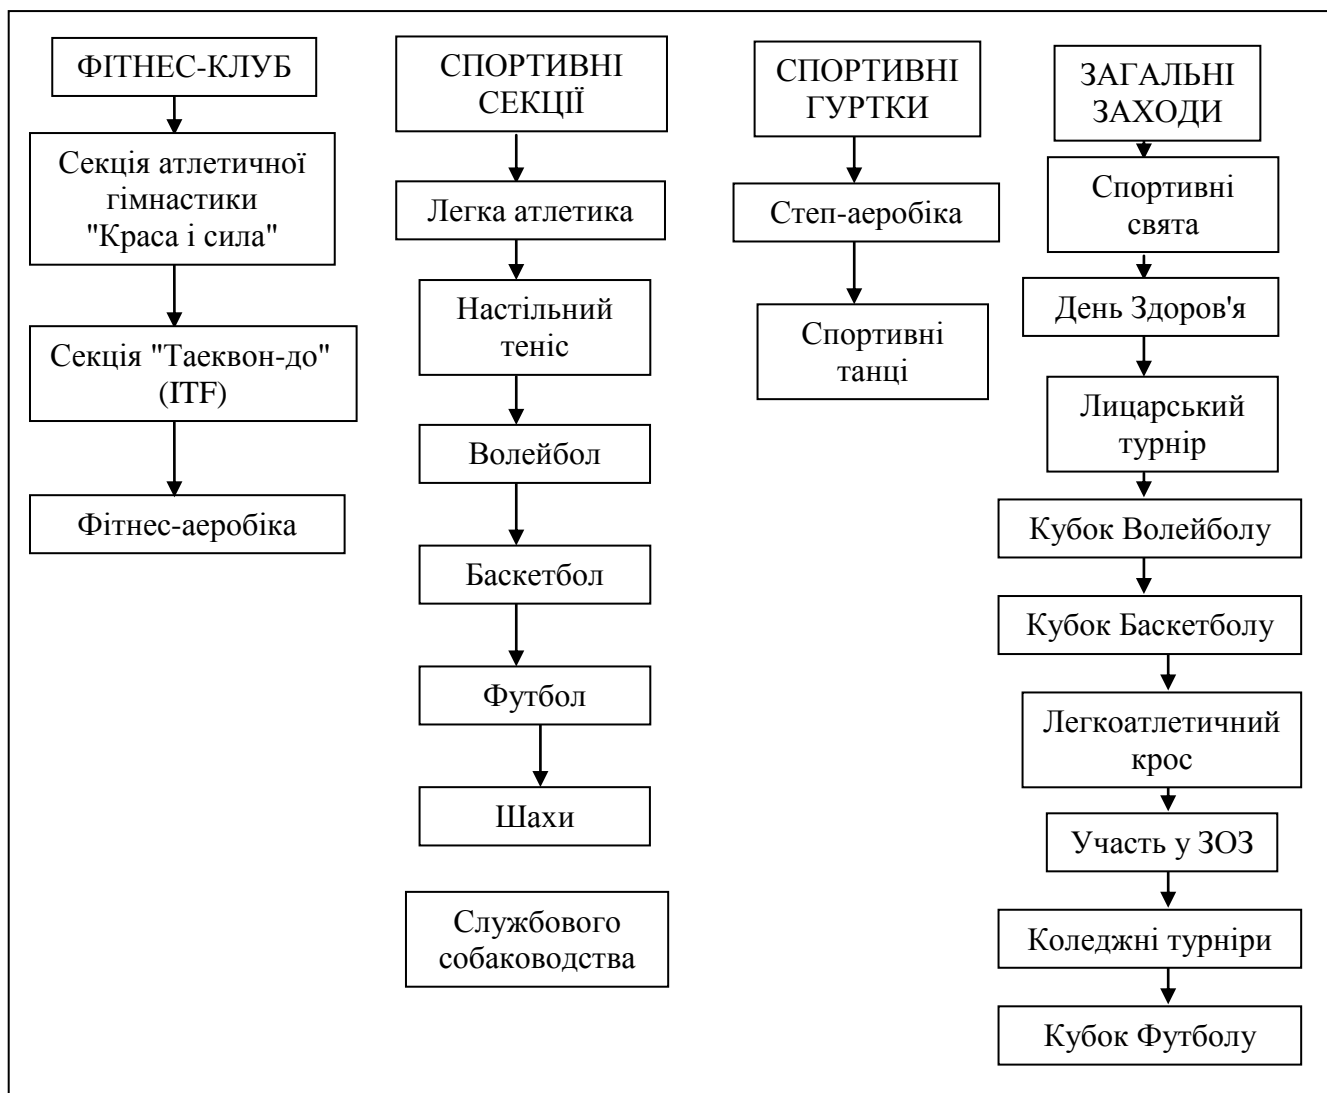 ФІТНЕС-КЛУБ
Секція атлетичної
гімнастики
"Краса і сила"
Секція "Таеквон-до"
(ITF)
Фітнес-аеробіка
СПОРТИВНІ
СЕКЦІЇ
Легка атлетика
Настільний
теніс
Волейбол
Баскетбол
Футбол
Шахи
Службового
собаководства
СПОРТИВНІ
ГУРТКИ
Степ-аеробіка
Спортивні
танці
ЗАГАЛЬНІ
ЗАХОДИ
Спортивні
свята
День Здоров'я
Лицарський
турнір
Кубок Волейболу
Кубок Баскетболу
Легкоатлетичний
крос
Участь у ЗОЗ
Коледжні турніри
Кубок Футболу